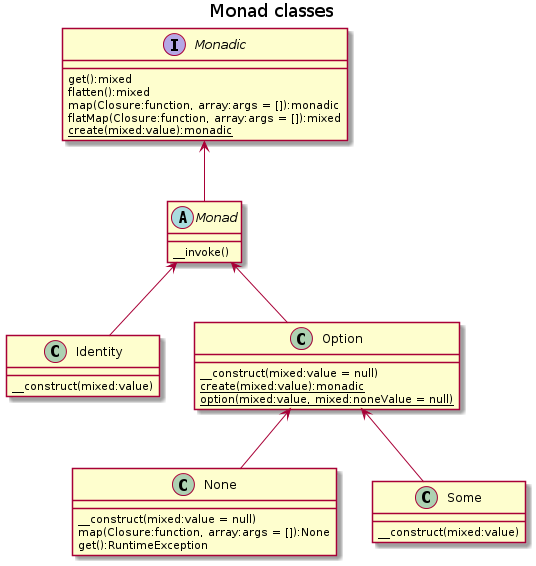 Monad classes
I Monadic
get():mixed
flatten():mixed
map(Closure:function, array:args = []):monadic
flatMap(Closure:function, array:args = []):mixed
create(mixed:value):monadic
A Monad
__invoke()
C Identity
__construct(mixed:value)
C Option
__construct(mixed:value = null)
create(mixed:value):monadic
option(mixed:value, mixed:noneValue = null)
C None
__construct(mixed:value = null)
map(Closure:function, array:args = []):None
get():RuntimeException
C Some
__construct(mixed:value)